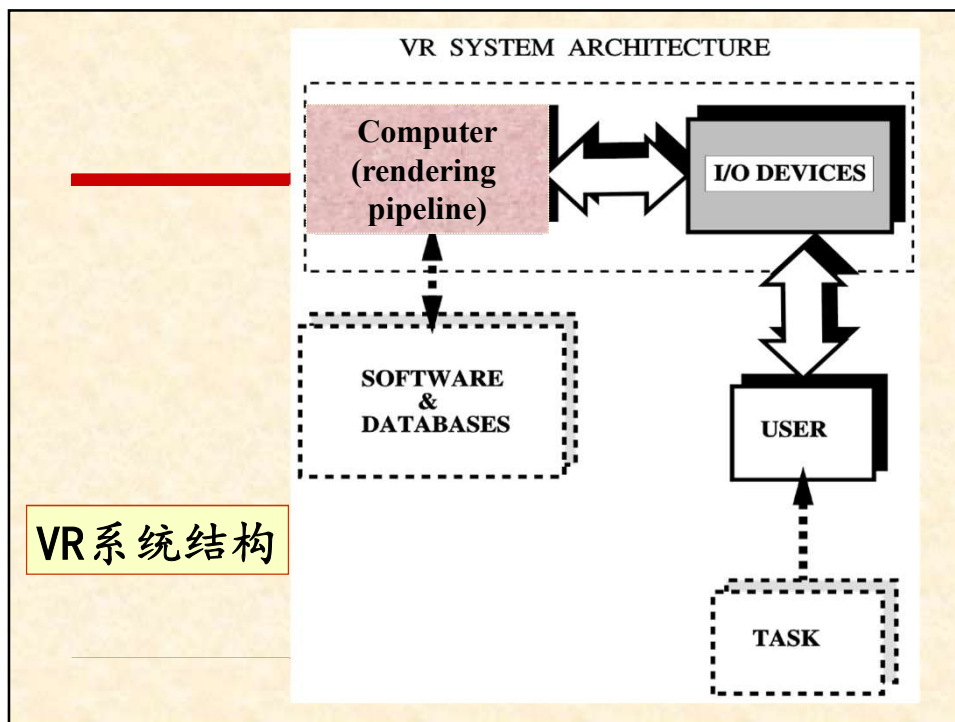 VR SYSTEM ARCHITECTURE
Computer
(rendering
pipeline)
I/O DEVICES
SOFTWARE
&
DATABASES
USER
VR系统结构
TASK